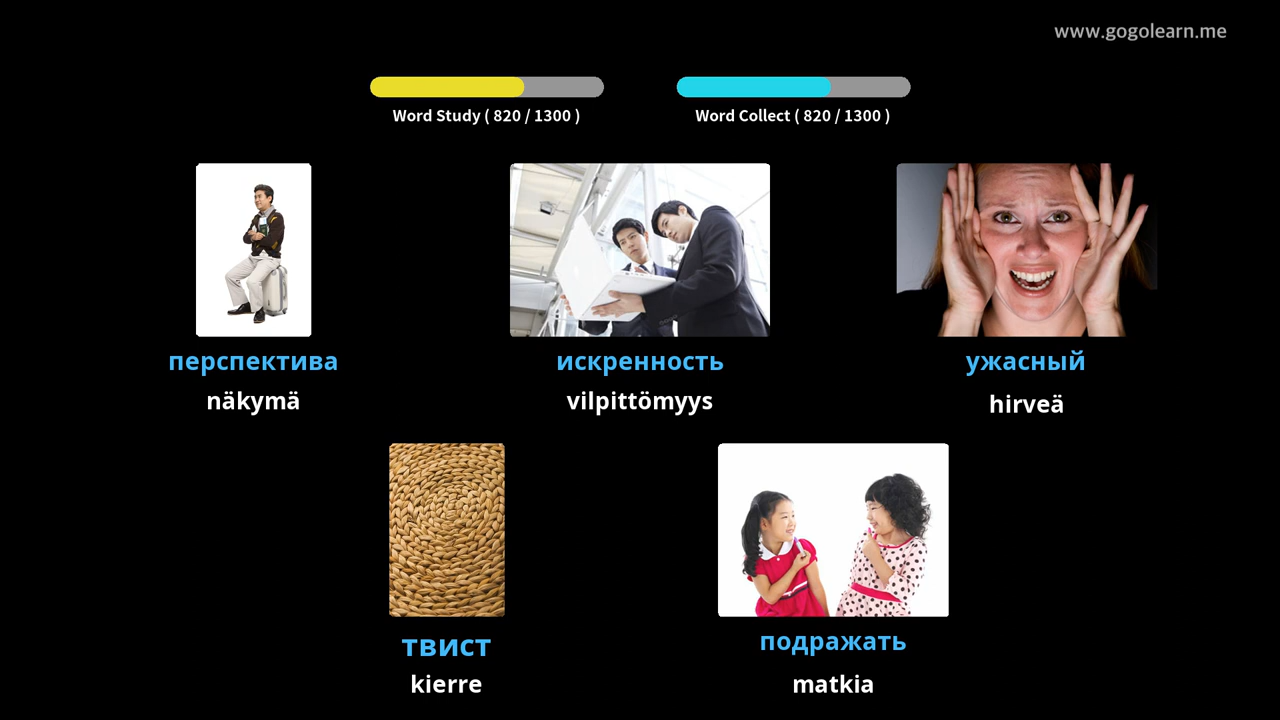 www.gogolearn.me
Word Study ( 820 / 1300 )
Word Collect ( 820 / 1300 )
перспектива
näkymä
искренность
vilpittömyys
ужасный
hirveä
твист
kierre
подражать
matkia